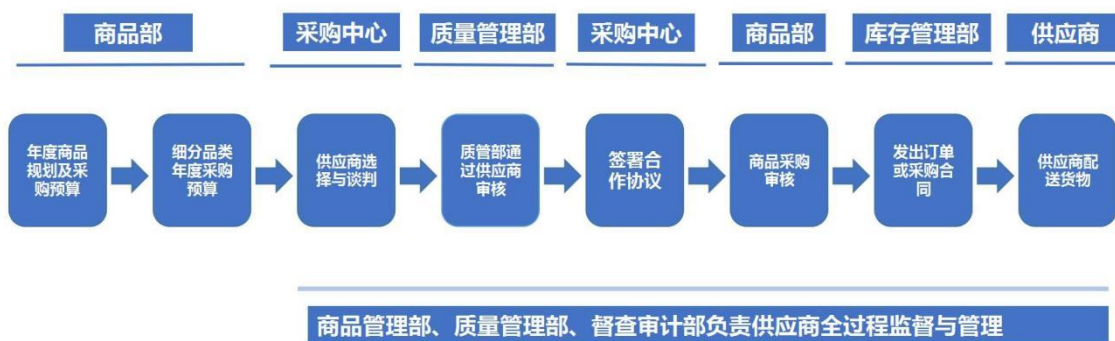 商品部
采购中心
质量管理部
采购中心
商品部
库存管理部
供应商
年度商品
规划及采
购预算
细分品类
年度采购
预算
供应商选
择与谈判
质管部通
过供应商
审核
签署合
作协议
商品采购
审核
发出订单
或采购合
同
供应商配
送货物
商品管理部、质量管理部、督查审计部负责供应商全过程监督与管理